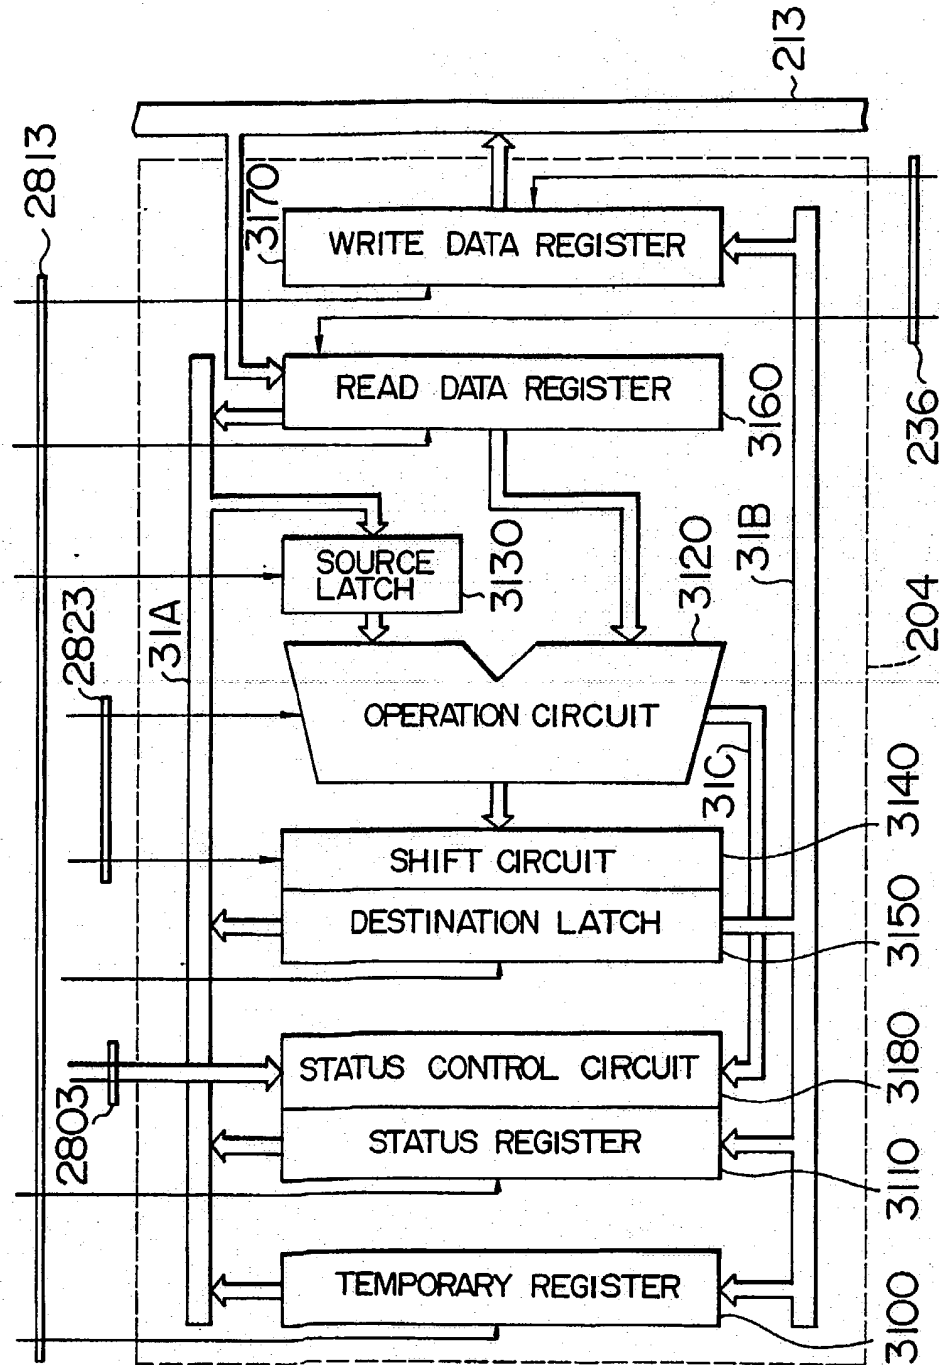 213
2813
3170
WRITE DATA REGISTER
READ DATA REGISTER
3160
236
SOURCE
LATCH
3130
31B
3120
2823
31A
204
OPERATION CIRCUIT
31C
3140
SHIFT CIRCUIT
DESTINATION LATCH
3150
2803
STATUS CONTROL CIRCUIT
3180
STATUS REGISTER
3110
TEMPORARY REGISTER
3100